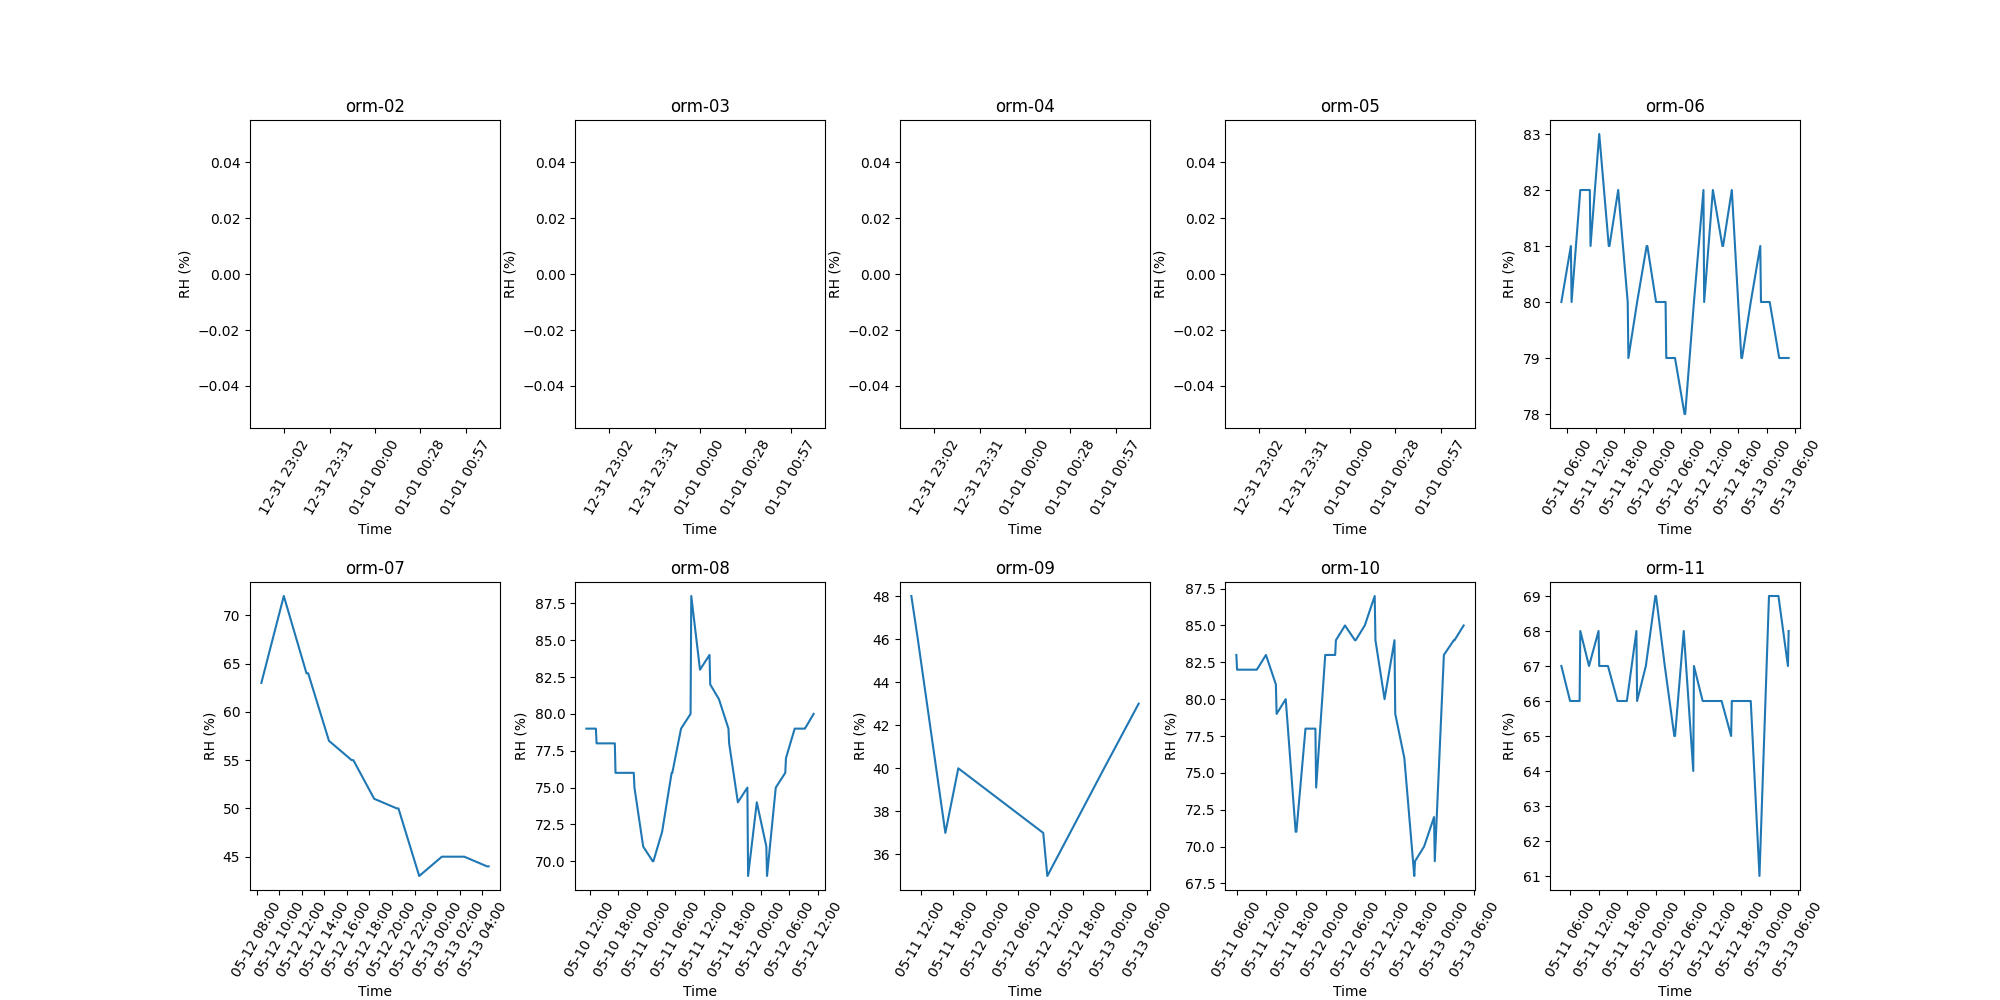 orm-02 orm-03 orm-04 orm-05 orm-06
RH (%) 0.04 0.02 0.00 −0.02 −0.04
12-31 23:02 12-31 23:31 01-01 00:00 01-01 00:28 01-01 00:57
Time
RH (%) 0.04 0.02 0.00 −0.02 −0.04
12-31 23:02 12-31 23:31 01-01 00:00 01-01 00:28 01-01 00:57
Time
RH (%) 0.04 0.02 0.00 −0.02 −0.04
12-31 23:02 12-31 23:31 01-01 00:00 01-01 00:28 01-01 00:57
Time
RH (%) 0.04 0.02 0.00 −0.02 −0.04
12-31 23:02 12-31 23:31 01-01 00:00 01-01 00:28 01-01 00:57
Time
RH (%) 83 82 81 80 79 78
05-11 06:00 05-11 12:00 05-11 18:00 05-12 00:00 05-12 06:00 05-12 12:00 05-12 18:00 05-13 00:00 05-13 06:00
Time
orm-07 orm-08 orm-09 orm-10 orm-11
RH (%) 70 65 60 55 50 45
05-12 08:00 05-12 10:00 05-12 12:00 05-12 14:00 05-12 16:00 05-12 18:00 05-12 20:00 05-12 22:00 05-13 00:00 05-13 02:00 05-13 04:00
Time
RH (%) 87.5 85.0 82.5 80.0 77.5 75.0 72.5 70.0
05-10 12:00 05-10 18:00 05-11 00:00 05-11 06:00 05-11 12:00 05-11 18:00 05-12 00:00 05-12 06:00 05-12 12:00
Time
RH (%) 48 46 44 42 40 38 36
05-11 12:00 05-11 18:00 05-12 00:00 05-12 06:00 05-12 12:00 05-12 18:00 05-13 00:00 05-13 06:00
Time
RH (%) 87.5 85.0 82.5 80.0 77.5 75.0 72.5 70.0 67.5
05-11 06:00 05-11 12:00 05-11 18:00 05-12 00:00 05-12 06:00 05-12 12:00 05-12 18:00 05-13 00:00 05-13 06:00
Time
RH (%) 69 68 67 66 65 64 63 62 61
05-11 06:00 05-11 12:00 05-11 18:00 05-12 00:00 05-12 06:00 05-12 12:00 05-12 18:00 05-13 00:00 05-13 06:00
Time